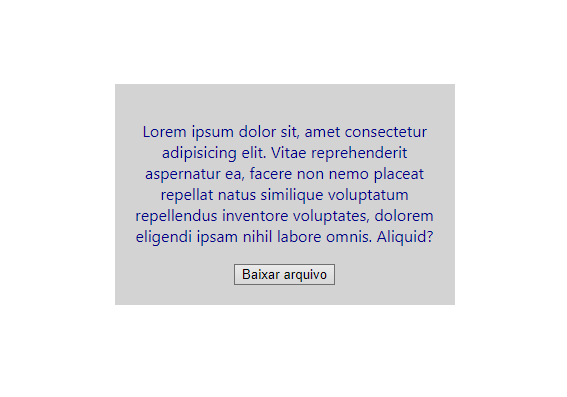 Lorem ipsum dolor sit, amet consectetur
adipisicing elit. Vitae reprehenderit
aspernatur ea, facere non nemo placeat
repellat natus similique voluptatum
repellendus inventore voluptates, dolorem
eligendi ipsam nihil labore omnis. Aliquid?
Baixar arquivo